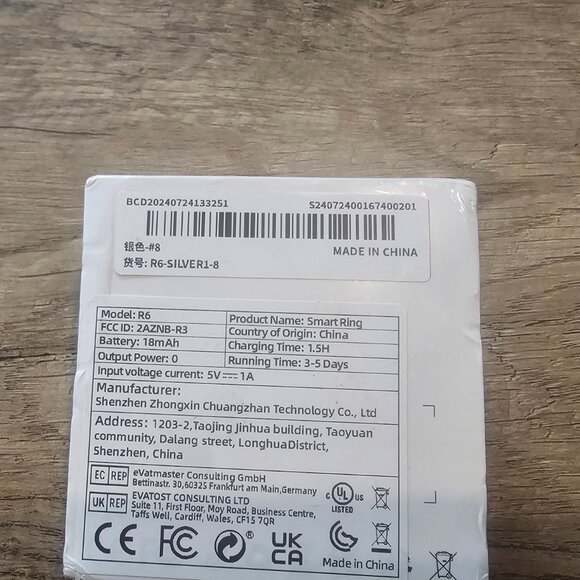 BCD20240724133251 S24072400167400201
银色-#8 MADE IN CHINA
货号: R6-SILVER1-8
Model: R6 Product Name: Smart Ring
FCC ID: 2AZNB-R3 Country of Origin: China
Battery: 18mAh Charging Time: 1.5H
Output Power: 0 Running Time: 3-5 Days
Input voltage current: 5V⎓1A
Manufacturer:
Shenzhen Zhongxin Chuangzhan Technology Co., Ltd
Address: 1203-2,Taojing Jinhua building, Taoyuan
community, Dalang street, LonghuaDistrict,
Shenzhen, China
EC REP eVatmaster Consulting GmbH
Bettinastr. 30,60325 Frankfurt am Main,Germany
UK REP EVATOST CONSULTING LTD
Suite 11, First Floor, Moy Road, Business Centre,
Taffs Well, Cardiff, Wales, CF15 7QR
C UL US LISTED
CE FC ® UK CA
Made in China